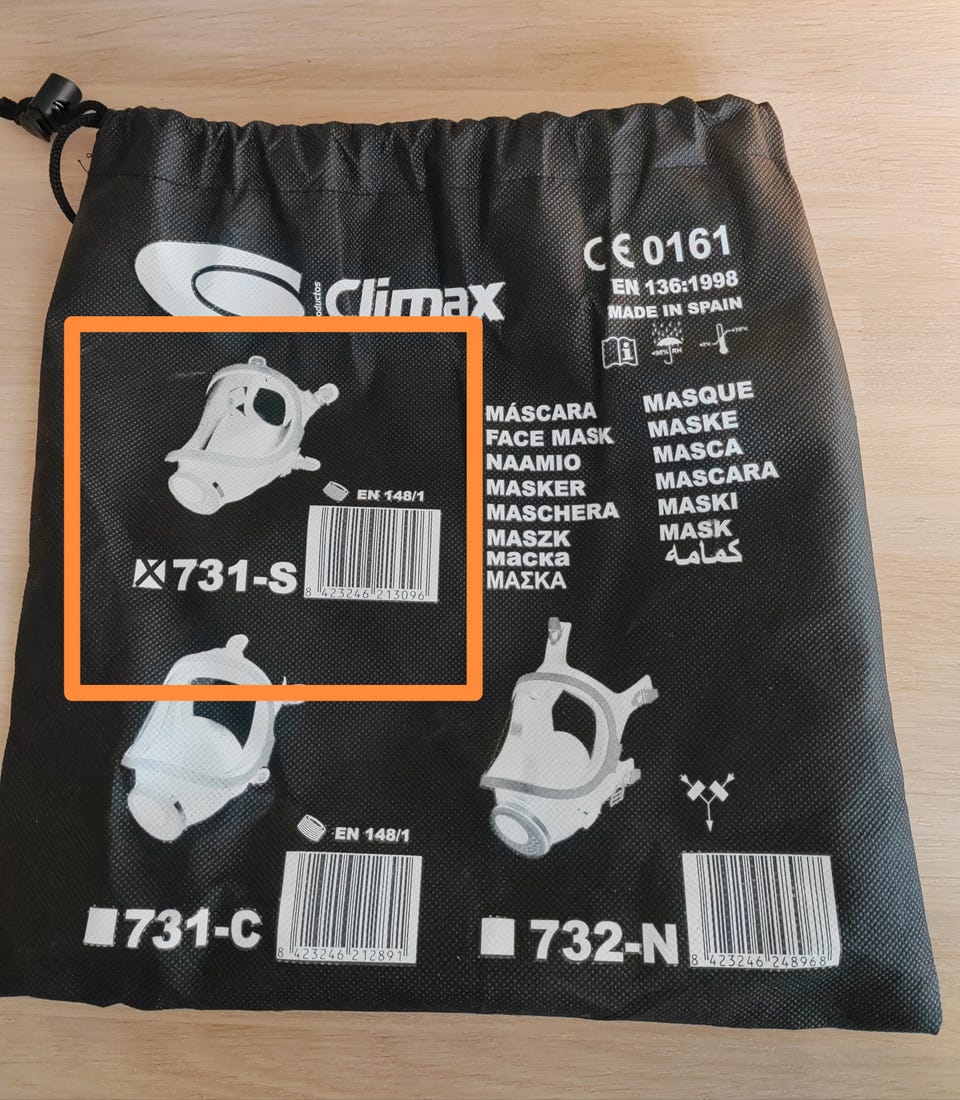 Climax
CE 0161
EN 136:1998
MADE IN SPAIN
MÁSCARA
FACE MASK
NAAMIO
MASKER
MASCHERA
MASZK
маска
ΜΑΣΚΑ
MASQUE
MASKE
MASCA
MASCARA
MASKI
MASK
كمامه
EN 148/1
731-S
8 423246 213096
EN 148/1
731-C
8 423246 212891
732-N
8 423246 248968